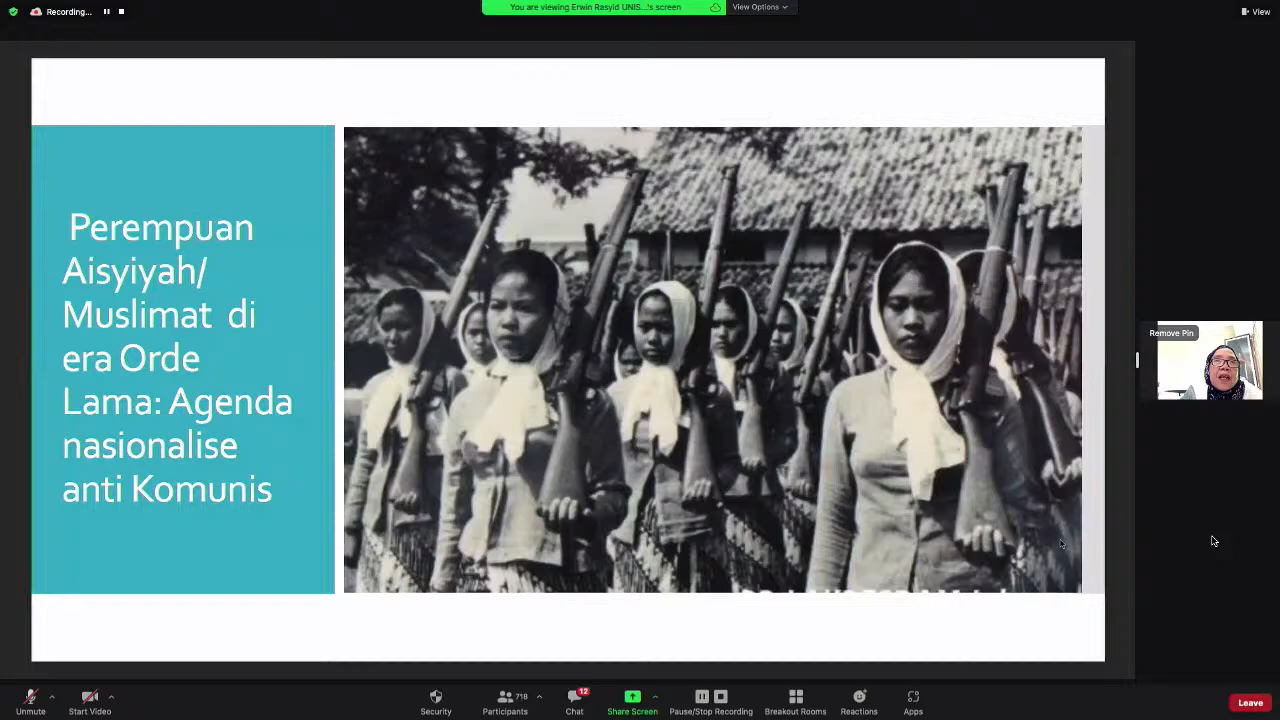 Recording...
You are viewing Erwin Rasyid UNIS...'s screen
View Options
View
Perempuan
Aisyiyah/
Muslimat di
era Orde
Lama: Agenda
nasionalise
anti Komunis
Remove Pin
Unmute
Start Video
Security
718
Participants
12
Chat
Share Screen
Pause/Stop Recording
Breakout Rooms
Reactions
Apps
Leave